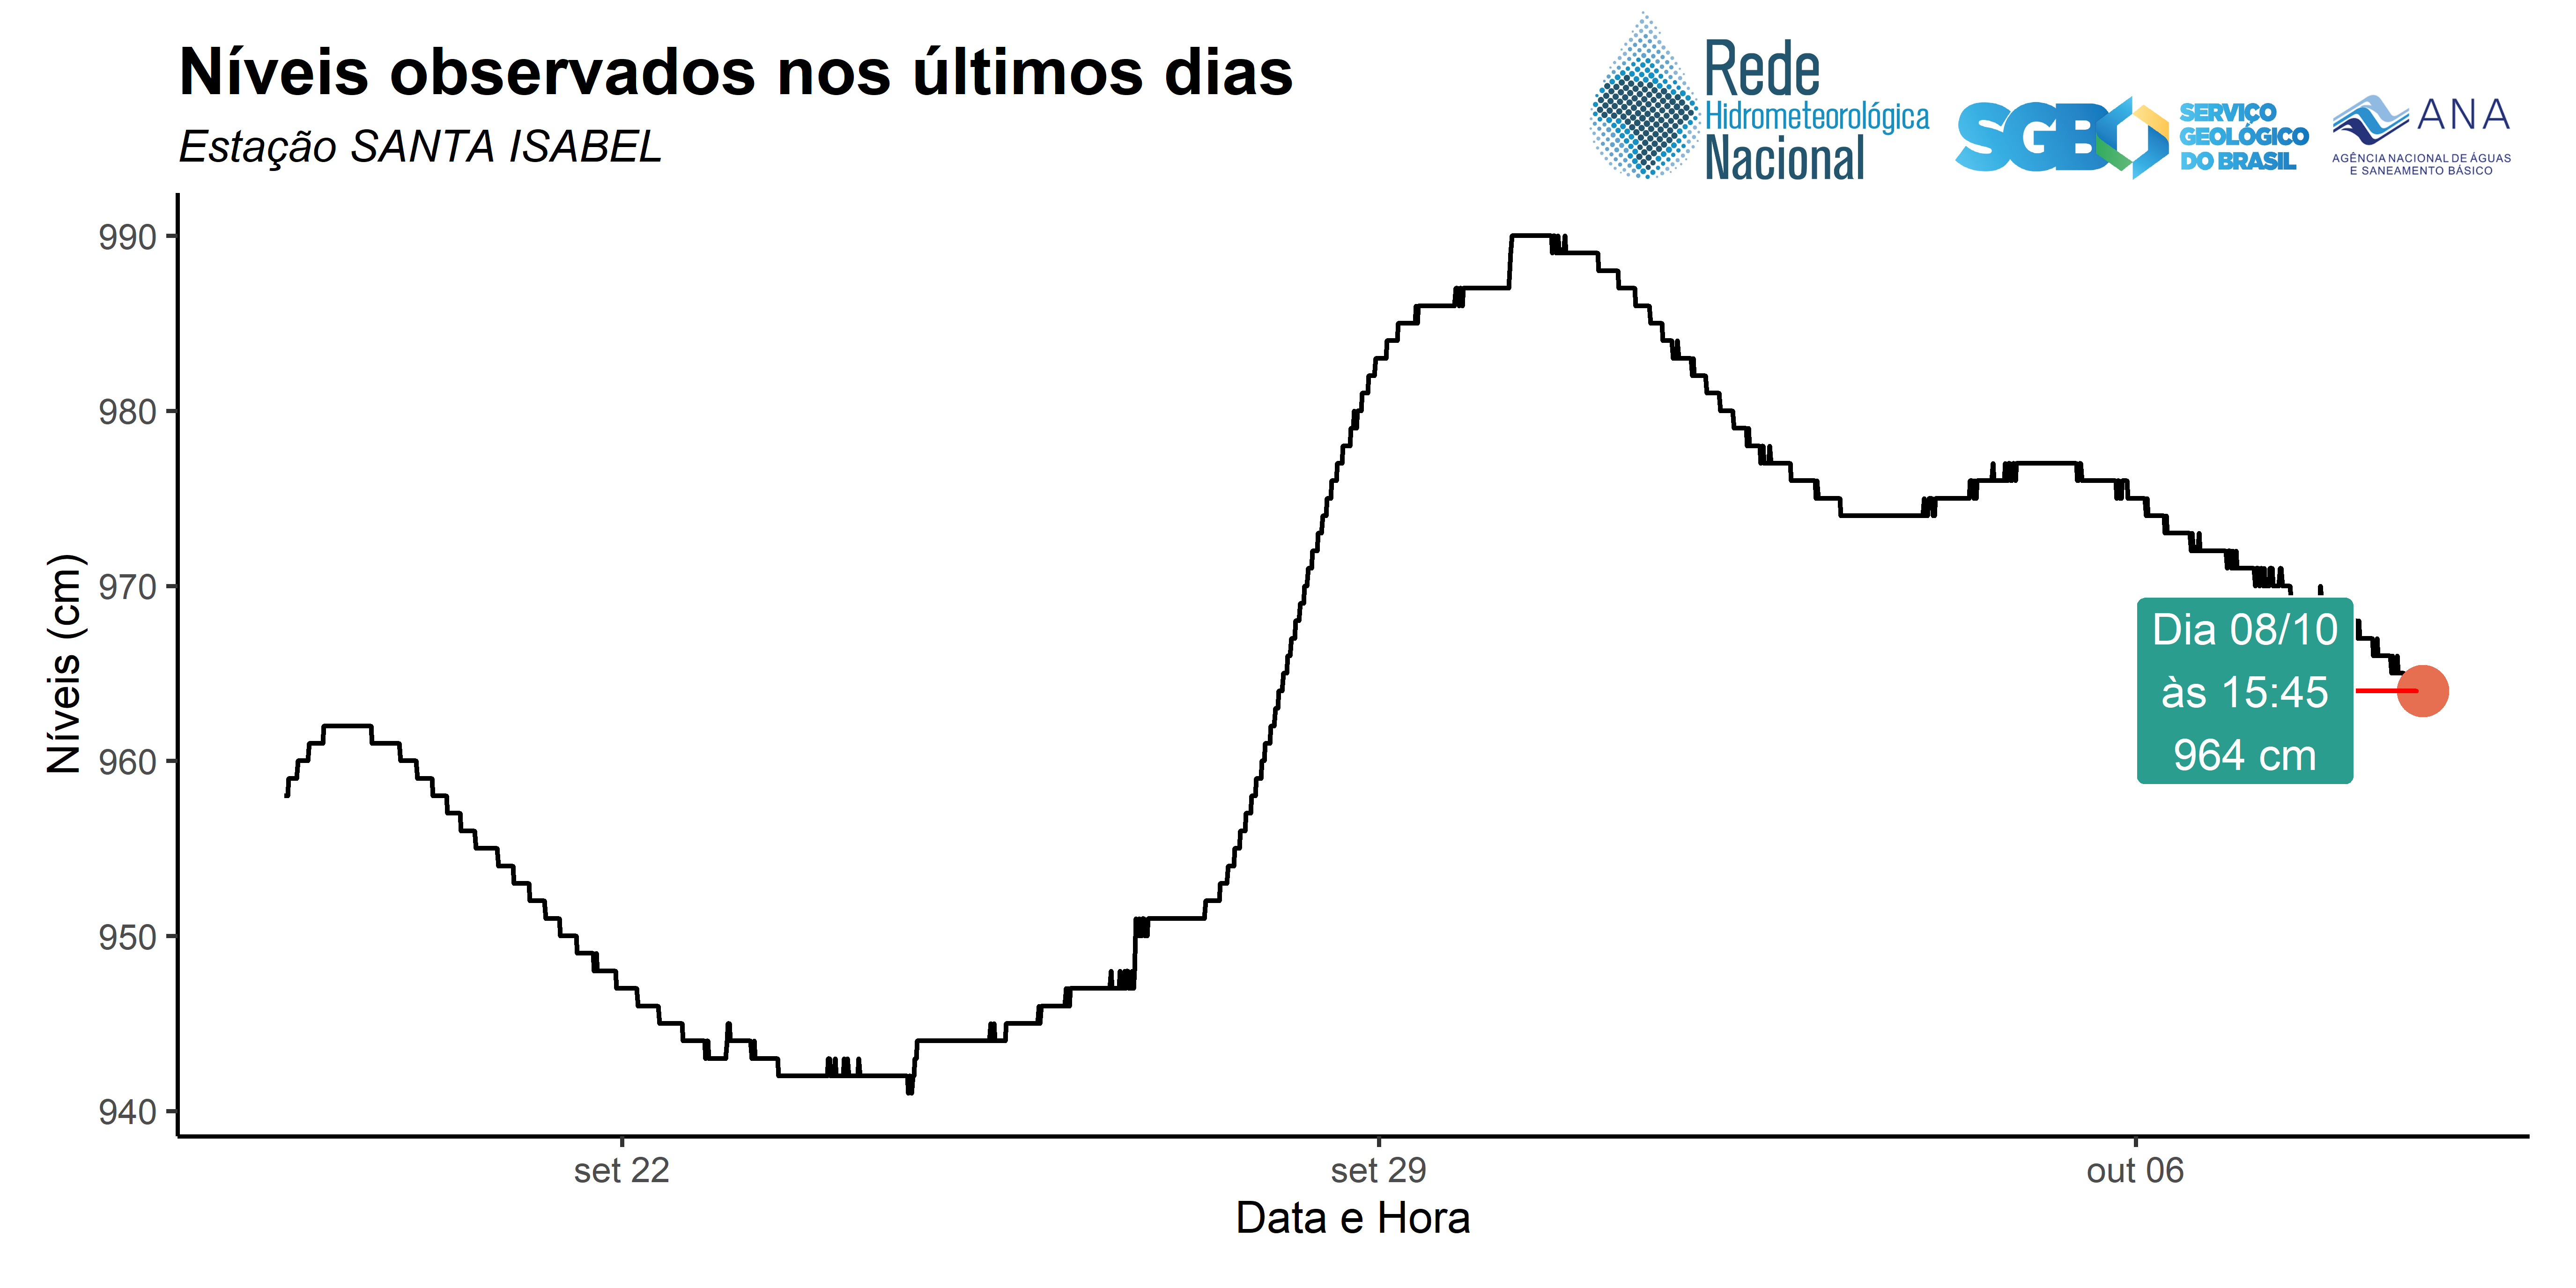 Níveis observados nos últimos dias
Estação SANTA ISABEL
Rede
Hidrometeorológica
Nacional
SGB
SERVIÇO
GEOLÓGICO
DO BRASIL
ANA
AGÊNCIA NACIONAL DE ÁGUAS
E SANEAMENTO BÁSICO
Níveis (cm)
990
980
970
960
950
940
Dia 08/10
às 15:45
964 cm
set 22
set 29
out 06
Data e Hora